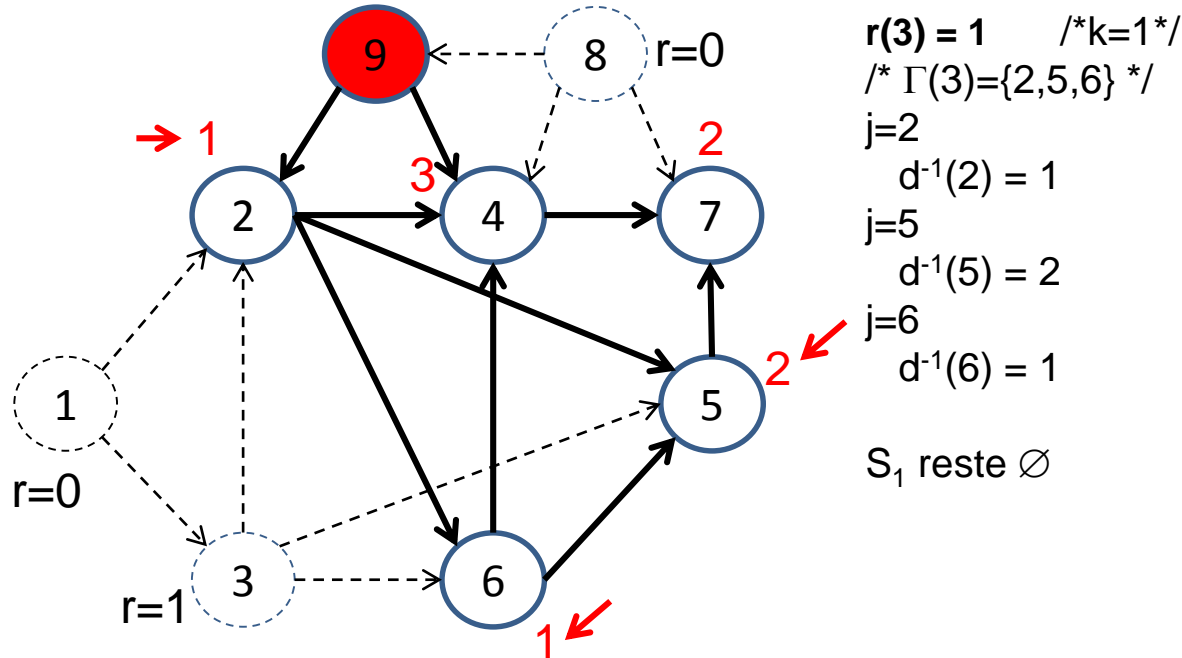 9
8
r=0
1
2
3
2
4
7
1
r=0
5
2
3
r=1
6
1
r(3) = 1 /*k=1*/
/* Γ(3)={2,5,6} */
j=2
d⁻¹(2) = 1
j=5
d⁻¹(5) = 2
j=6
d⁻¹(6) = 1
S₁ reste ∅